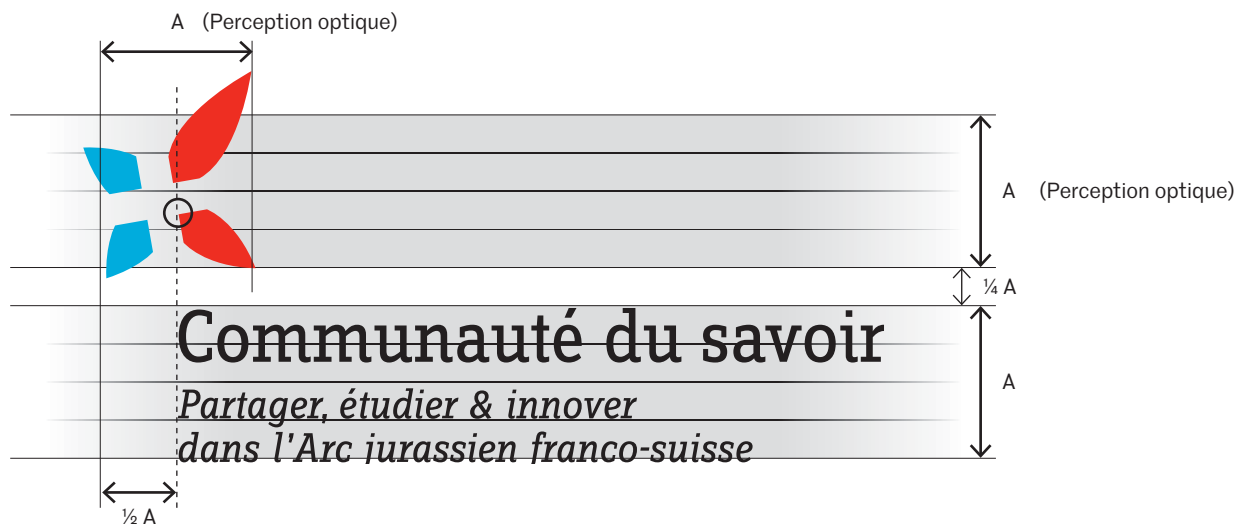 A (Perception optique)
A (Perception optique)
¼ A
Communauté du savoir
A
Partager, étudier & innover
dans l'Arc jurassien franco-suisse
½ A